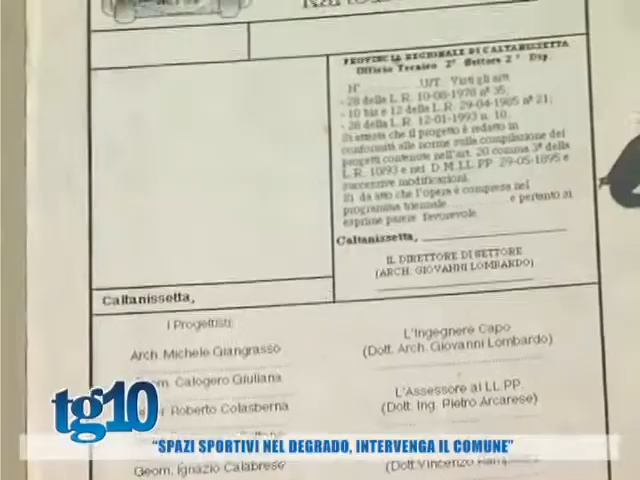 PROVINCIA REGIONALE DI CALTANISSETTA
Ufficio Tecnico 2° Settore 2° Dip.
N° U/T Visti gli artt
- 28 della L.R. 10-08-1978 n° 35;
- 10 bis e 12 della L.R. 29-04-1985 n° 21;
- 28 della L.R. 12-01-1993 n. 10.
Si attesta che il progetto è redatto in
conformità alle norme sulla compilazione dei
progetti contenute nell'art. 20 comma 3° della
L.R. 10/93 e nel D.M.LL.PP. 29-05-1895 e
successive modificazioni.
Si da atto che l'opera è compresa nel
programma triennale e pertanto si
esprime parere favorevole.
Caltanissetta,
IL DIRETTORE DI SETTORE
(ARCH. GIOVANNI LOMBARDO)
Caltanissetta,
I Progettisti:
Arch. Michele Giangrasso
Calogero Giuliana
Roberto Colasberna
Geom. Ignazio Calabrese
L'Ingegnere Capo
(Dott. Arch. Giovanni Lombardo)
L'Assessore ai LL.PP.
(Dott. Ing. Pietro Arcarese)
(Dott.Vincenzo
tg10
"SPAZI SPORTIVI NEL DEGRADO, INTERVENGA IL COMUNE"